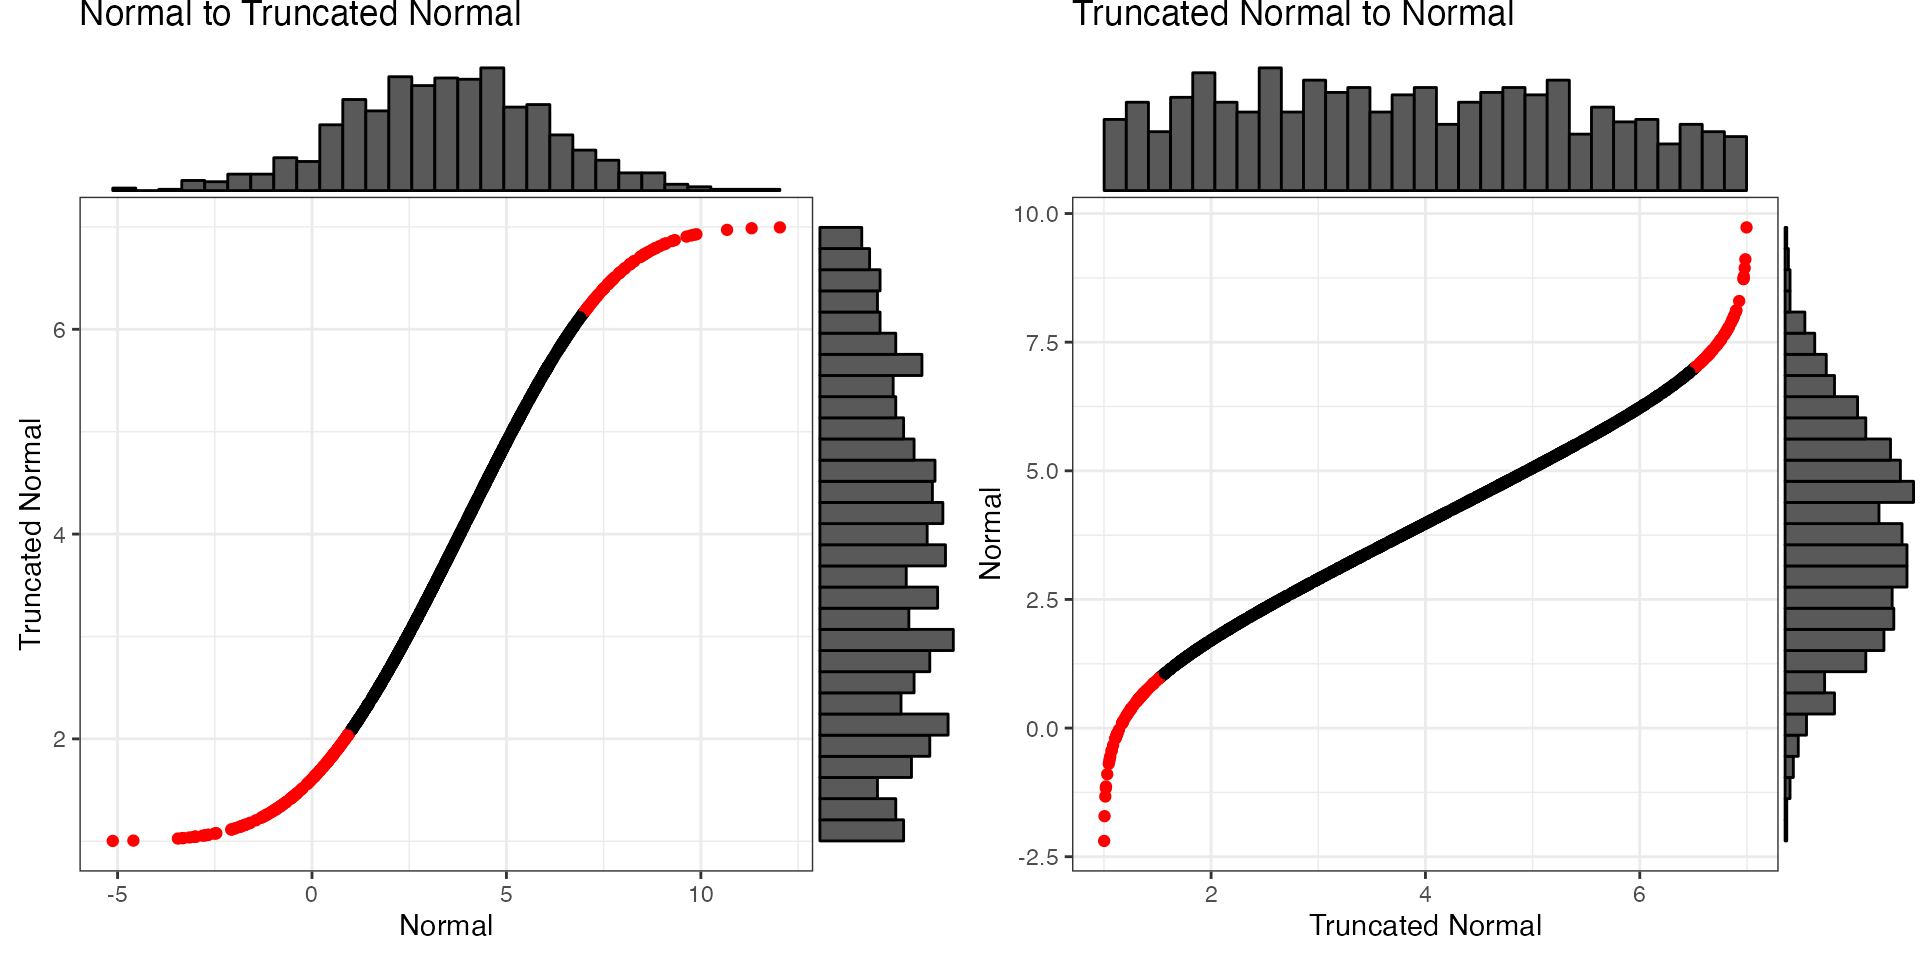 Normal to Truncated Normal
Truncated Normal
6
4
2
-5
0
5
10
Normal
Truncated Normal to Normal
Normal
10.0
7.5
5.0
2.5
0.0
-2.5
2
4
6
Truncated Normal